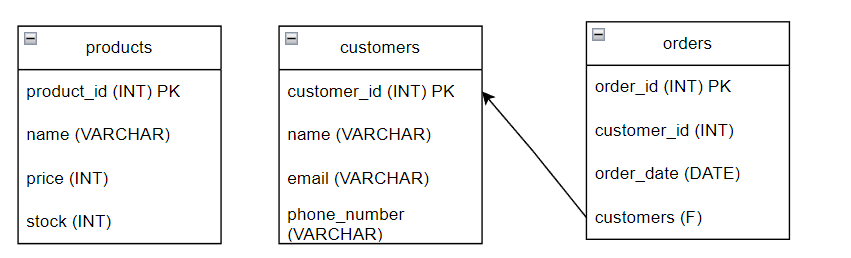 products
product_id (INT) PK
name (VARCHAR)
price (INT)
stock (INT)
customers
customer_id (INT) PK
name (VARCHAR)
email (VARCHAR)
phone_number
(VARCHAR)
orders
order_id (INT) PK
customer_id (INT)
order_date (DATE)
customers (F)